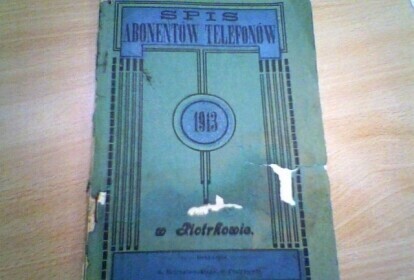 SPIS
ABONENTÓW TELEFONÓW
1913
w Piotrkowie.